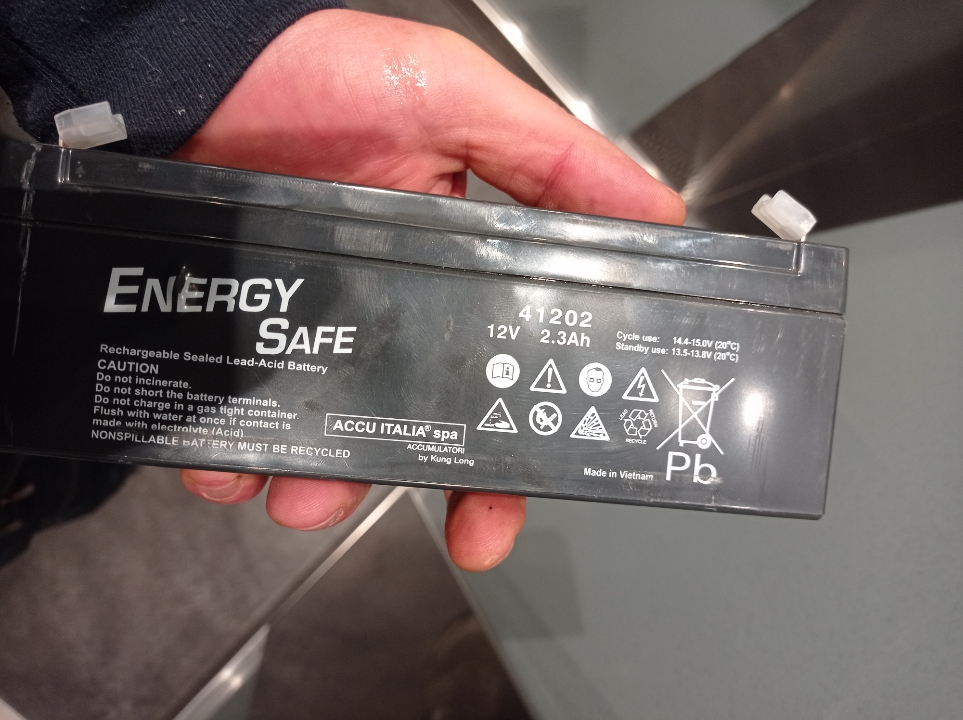 ENERGY
SAFE
Rechargeable Sealed Lead-Acid Battery
CAUTION
Do not incinerate.
Do not short the battery terminals.
Do not charge in a gas tight container.
Flush with water at once if contact is
made with electrolyte (Acid)
NONSPILLABLE BATTERY MUST BE RECYCLED
ACCU ITALIA® spa
ACCUMULATORI
by Kung Long
41202
12V 2.3Ah
Cycle use: 14.4-15.0V (20°C)
Standby use: 13.5-13.8V (20°C)
LEAD
RETURN
RECYCLE
Pb
Made in Vietnam